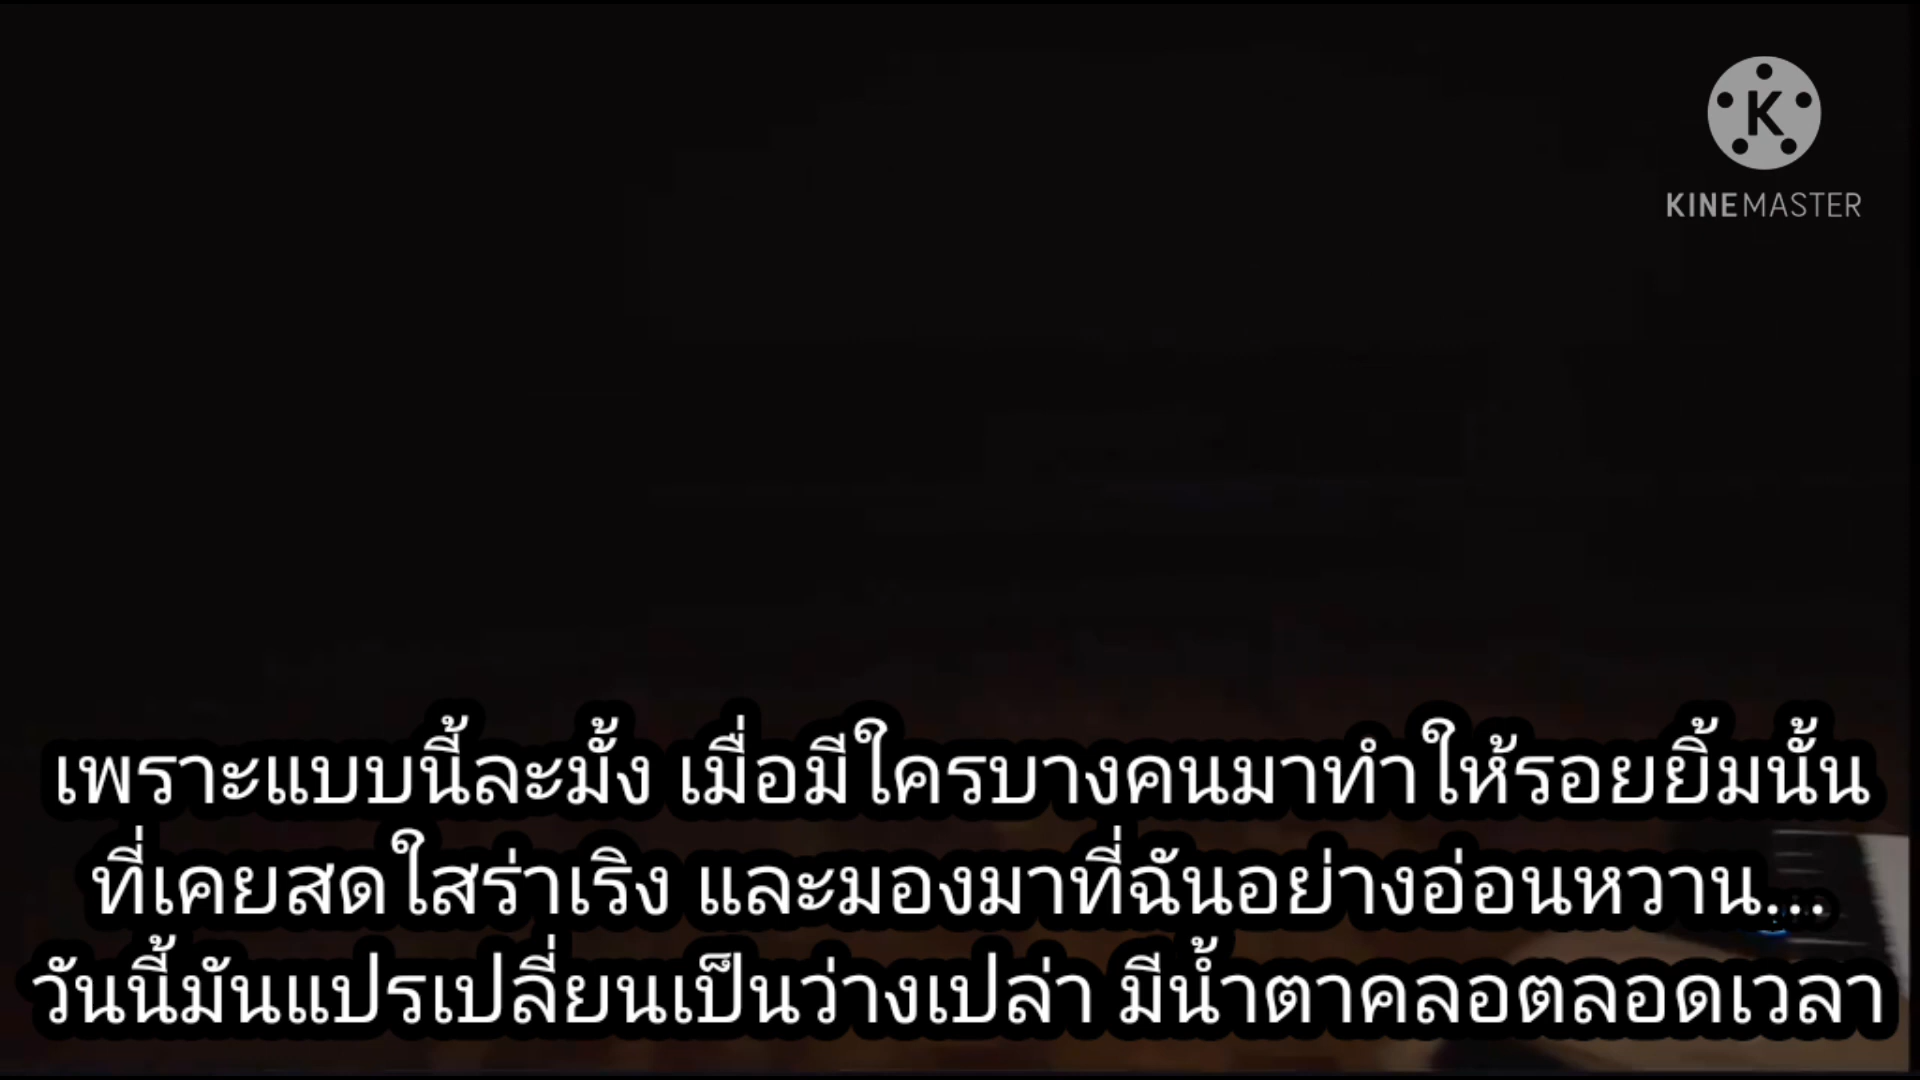 KINEMASTER
เพราะแบบนี้ละมั้ง เมื่อมีใครบางคนมาทำให้รอยยิ้มนั้น
ที่เคยสดใสร่าเริง และมองมาที่ฉันอย่างอ่อนหวาน...
วันนี้มันแปรเปลี่ยนเป็นว่างเปล่า มีน้ำตาคลอตลอดเวลา